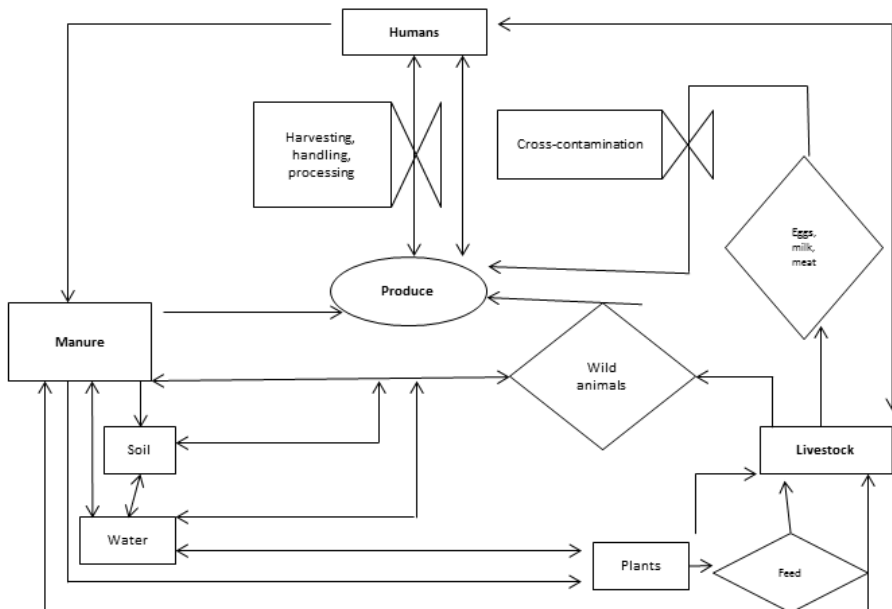 Humans
Harvesting,
handling,
processing
Cross-contamination
Eggs,
milk,
meat
Produce
Manure
Wild
animals
Soil
Livestock
Water
Plants
Feed